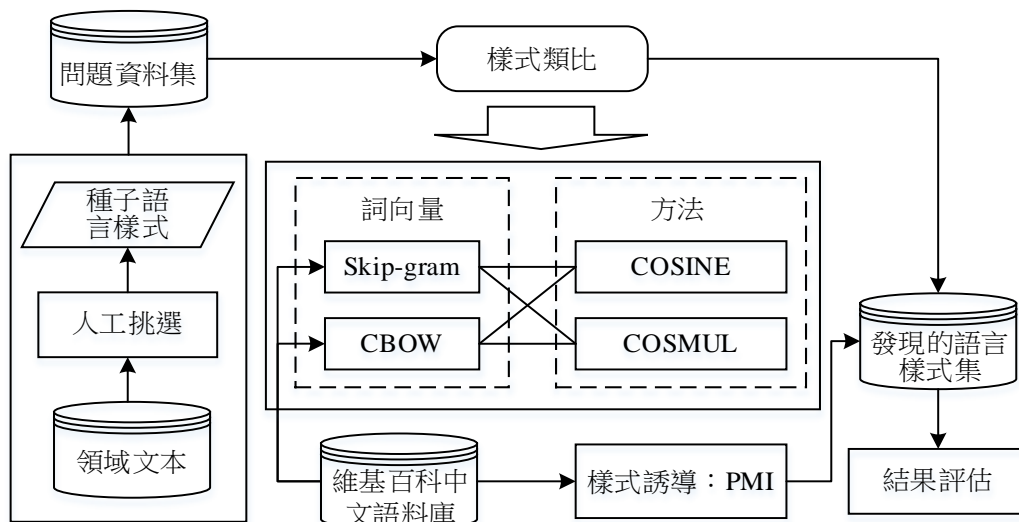 問題資料集
樣式類比
種子語
言樣式
詞向量
方法
Skip-gram
COSINE
人工挑選
CBOW
COSMUL
發現的語言
樣式集
領域文本
維基百科中
文語料庫
樣式誘導：PMI
結果評估